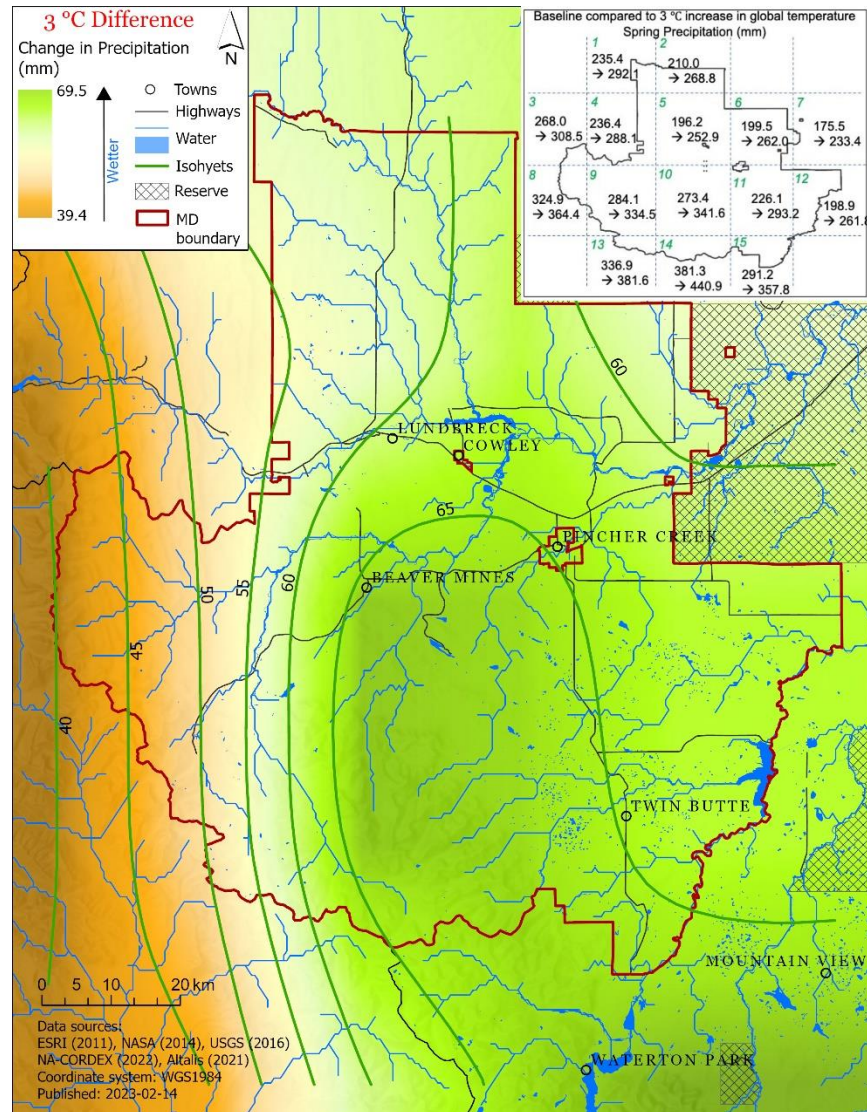 3 °C Difference
Change in Precipitation
(mm)
69.5
Wetter
39.4
N
Towns
Highways
Water
Isohyets
Reserve
MD
boundary
Baseline compared to 3 ℃ increase in global temperature
Spring Precipitation (mm)
1
235.4
→ 292.1
2
210.0
→ 268.8
3
268.0
→ 308.5
4
236.4
→ 288.1
5
196.2
→ 252.9
6
199.5
→ 262.0
7
175.5
→ 233.4
8
324.9
→ 364.4
9
284.1
→ 334.5
10
273.4
→ 341.6
11
226.1
→ 293.2
12
198.9
→ 261.8
13
336.9
→ 381.6
14
381.3
→ 440.9
15
291.2
→ 357.8
60
LUNDBRECK
COWLEY
65
PINCHER CREEK
BEAVER MINES
55
50
60
45
40
TWIN BUTTE
MOUNTAIN VIEW
WATERTON PARK
0 5 10 20 km
Data sources:
ESRI (2011), NASA (2014), USGS (2016)
NA-CORDEX (2022), Altalis (2021)
Coordinate system: WGS1984
Published: 2023-02-14